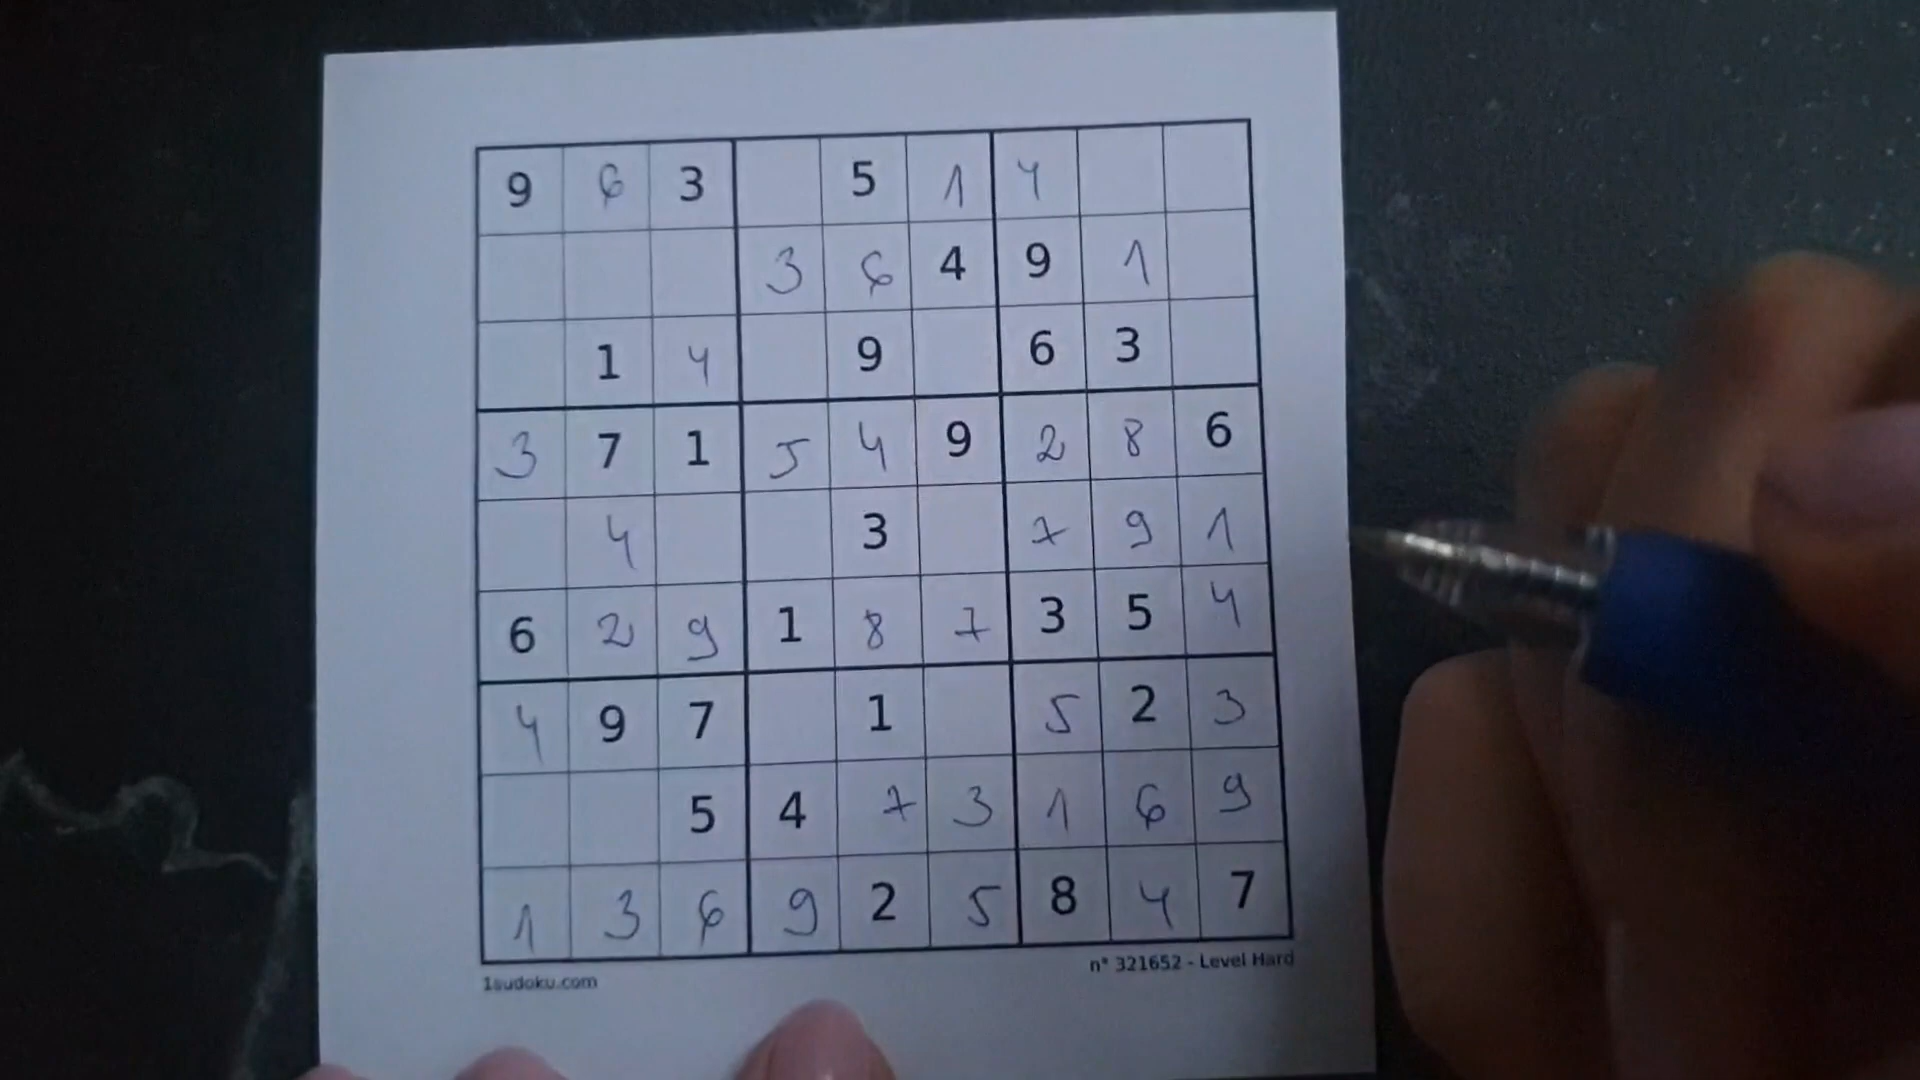 9 6 3 5 1 4
3 6 4 9 1
1 4 9 6 3
3 7 1 5 4 9 2 8 6
4 3 7 9 1
6 2 9 1 8 7 3 5 4
4 9 7 1 5 2 3
5 4 7 3 1 6 9
1 3 6 9 2 5 8 4 7
1sudoku.com
n° 321652 - Level Hard